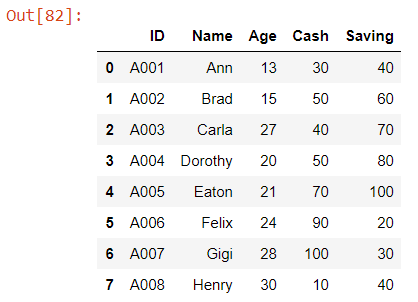 Out[82]:
ID Name Age Cash Saving
0 A001 Ann 13 30 40
1 A002 Brad 15 50 60
2 A003 Carla 27 40 70
3 A004 Dorothy 20 50 80
4 A005 Eaton 21 70 100
5 A006 Felix 24 90 20
6 A007 Gigi 28 100 30
7 A008 Henry 30 10 40